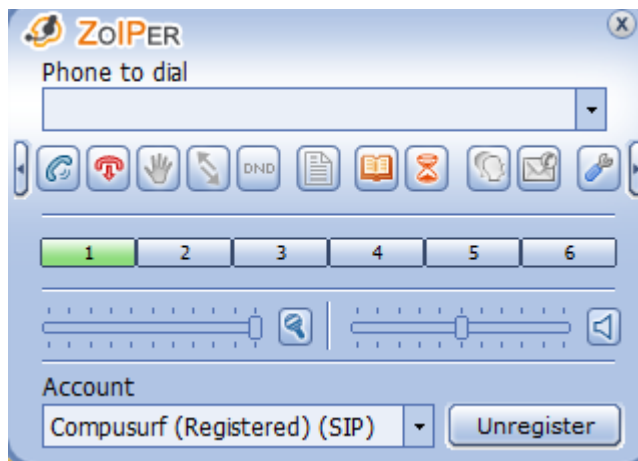 ZoIPER
Phone to dial
DND
1 2 3 4 5 6
Account
Compusurf (Registered) (SIP) Unregister